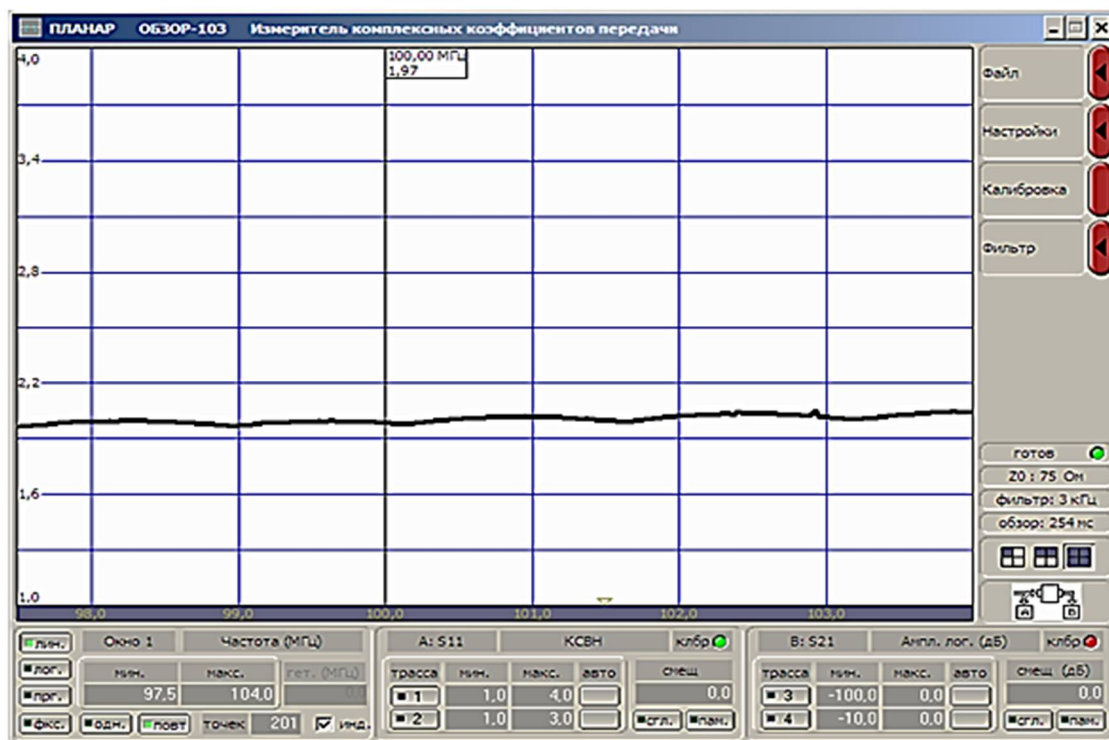 ПЛАНАР ОБЗОР-103 Измеритель комплексных коэффициентов передачи
4,0
100,00 МГц
1,97
3,4
2,8
2,2
1,6
1.0
98,0 99,0 100,0 101,0 102,0 103,0
Файл
Настройки
Калибровка
Фильтр
готов
Z0 : 75 Ом
фильтр: 3 кГц
обзор: 254 мс
А В
лин. Окно 1 Частота (МГц)
лог. мин. макс. гет. (МГц)
прг. 97,5 104,0 0,0
фкс. одн. повт точек 201 инд.
А: S11 КСВН клбр
трасса мин. макс. авто смещ
1 1,0 4,0 0,0
2 1,0 3,0 сгл. пам.
В: S21 Ампл. лог. (дБ) клбр
трасса мин. макс. авто смещ (дБ)
3 -100,0 0,0 0,0
4 -10,0 0,0 сгл. пам.